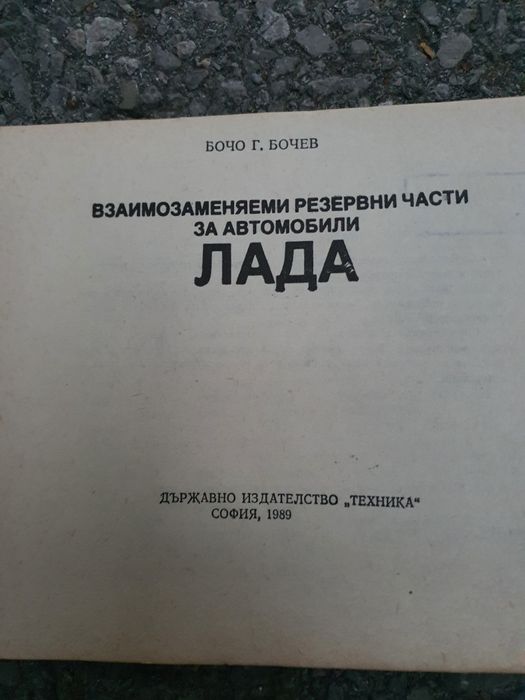 БОЧО Г. БОЧЕВ
ВЗАИМОЗАМЕНЯЕМИ РЕЗЕРВНИ ЧАСТИ
ЗА АВТОМОБИЛИ
ЛАДА
ДЪРЖАВНО ИЗДАТЕЛСТВО „ТЕХНИКА“
СОФИЯ, 1989